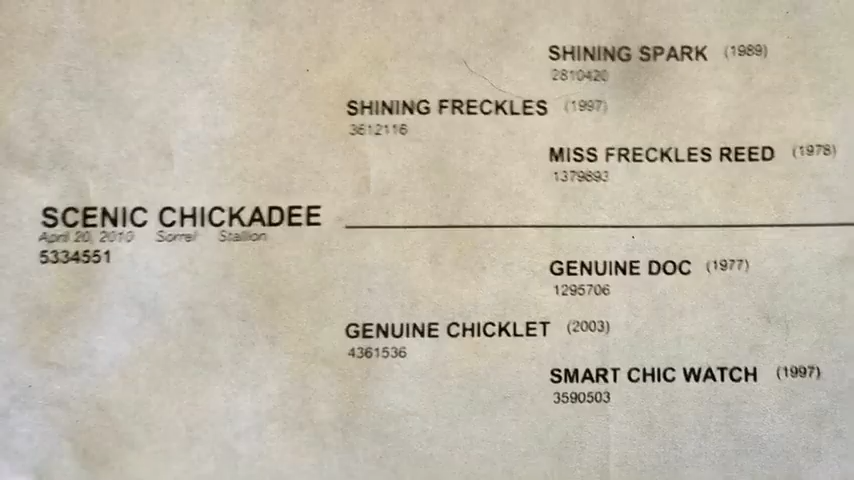 SHINING SPARK (1989)
2810420
SHINING FRECKLES (1997)
3612116
MISS FRECKLES REED (1978)
1379893
SCENIC CHICKADEE
April 20, 2010 Sorrel Stallion
5334551
GENUINE DOC (1977)
1295706
GENUINE CHICKLET (2003)
4361536
SMART CHIC WATCH (1997)
3590503